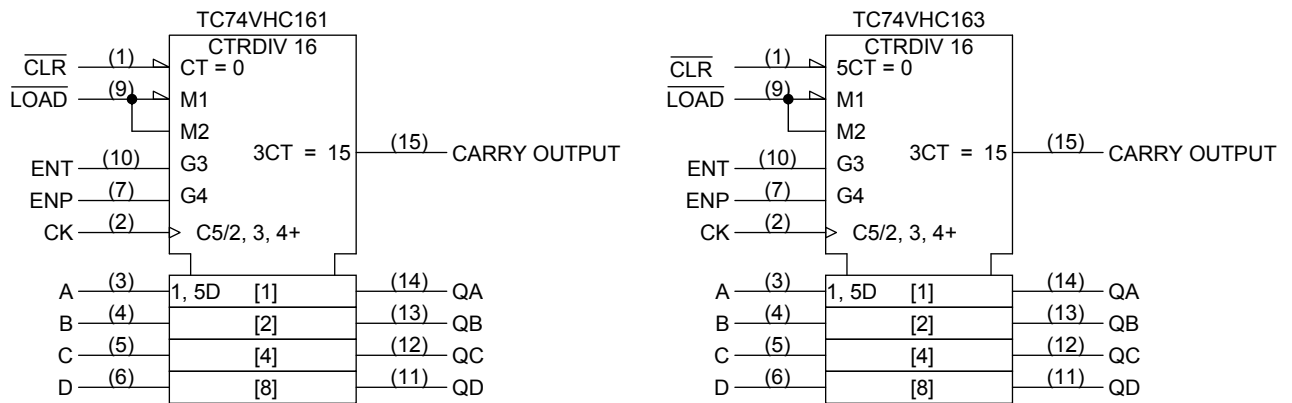 TC74VHC161
CTRDIV 16
CLR (1) CT = 0
LOAD (9) M1
M2
3CT = 15 (15) CARRY OUTPUT
ENT (10) G3
ENP (7) G4
CK (2) C5/2, 3, 4+
A (3) 1, 5D [1] (14) QA
B (4) [2] (13) QB
C (5) [4] (12) QC
D (6) [8] (11) QD
TC74VHC163
CTRDIV 16
CLR (1) 5CT = 0
LOAD (9) M1
M2
3CT = 15 (15) CARRY OUTPUT
ENT (10) G3
ENP (7) G4
CK (2) C5/2, 3, 4+
A (3) 1, 5D [1] (14) QA
B (4) [2] (13) QB
C (5) [4] (12) QC
D (6) [8] (11) QD